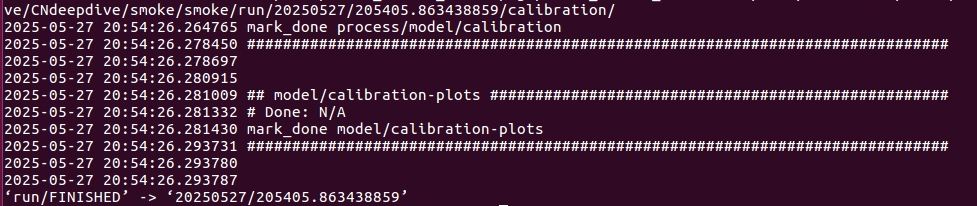 ve/CNdeepdive/smoke/smoke/run/20250527/205405.863438859/calibration/
2025-05-27 20:54:26.264765 mark_done process/model/calibration
2025-05-27 20:54:26.278450 ##############################################################################
2025-05-27 20:54:26.278697
2025-05-27 20:54:26.280915
2025-05-27 20:54:26.281009 ## model/calibration-plots ###################################################
2025-05-27 20:54:26.281332 # Done: N/A
2025-05-27 20:54:26.281430 mark_done model/calibration-plots
2025-05-27 20:54:26.293731 ##############################################################################
2025-05-27 20:54:26.293780
2025-05-27 20:54:26.293787
‘run/FINISHED’ -> ‘20250527/205405.863438859’